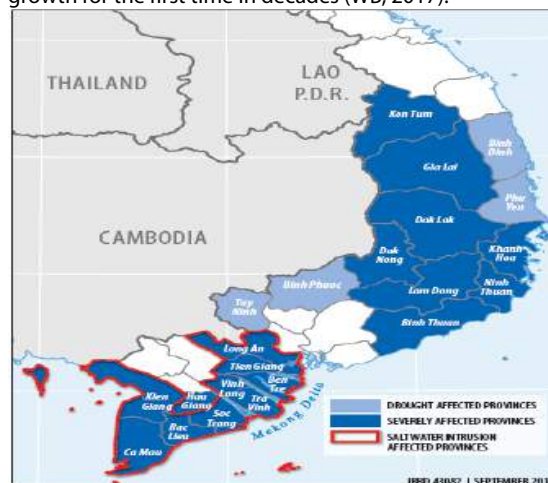 growth for the first time in decades (WB, 2017).
THAILAND
LAO
P.D.R.
Kon Tum
Binh
Dinh
Gia Lai
Phu
Yen
Dak Lak
CAMBODIA
Khanh
Hoa
Dak
Nong
Binh Phuoc
Lam Dong
Ninh
Thuan
Tay
Ninh
Binh Thuan
Long An
Tien Giang
Ben
Tre
Vinh
Long
Kien
Giang
Hau
Giang
Tra
Vinh
Soc
Trang
Bac
Lieu
Ca Mau
Mekong Delta
DROUGHT AFFECTED PROVINCES
SEVERELY AFFECTED PROVINCES
SALTWATER INTRUSION
AFFECTED PROVINCES
IBRD 43082 | SEPTEMBER 201